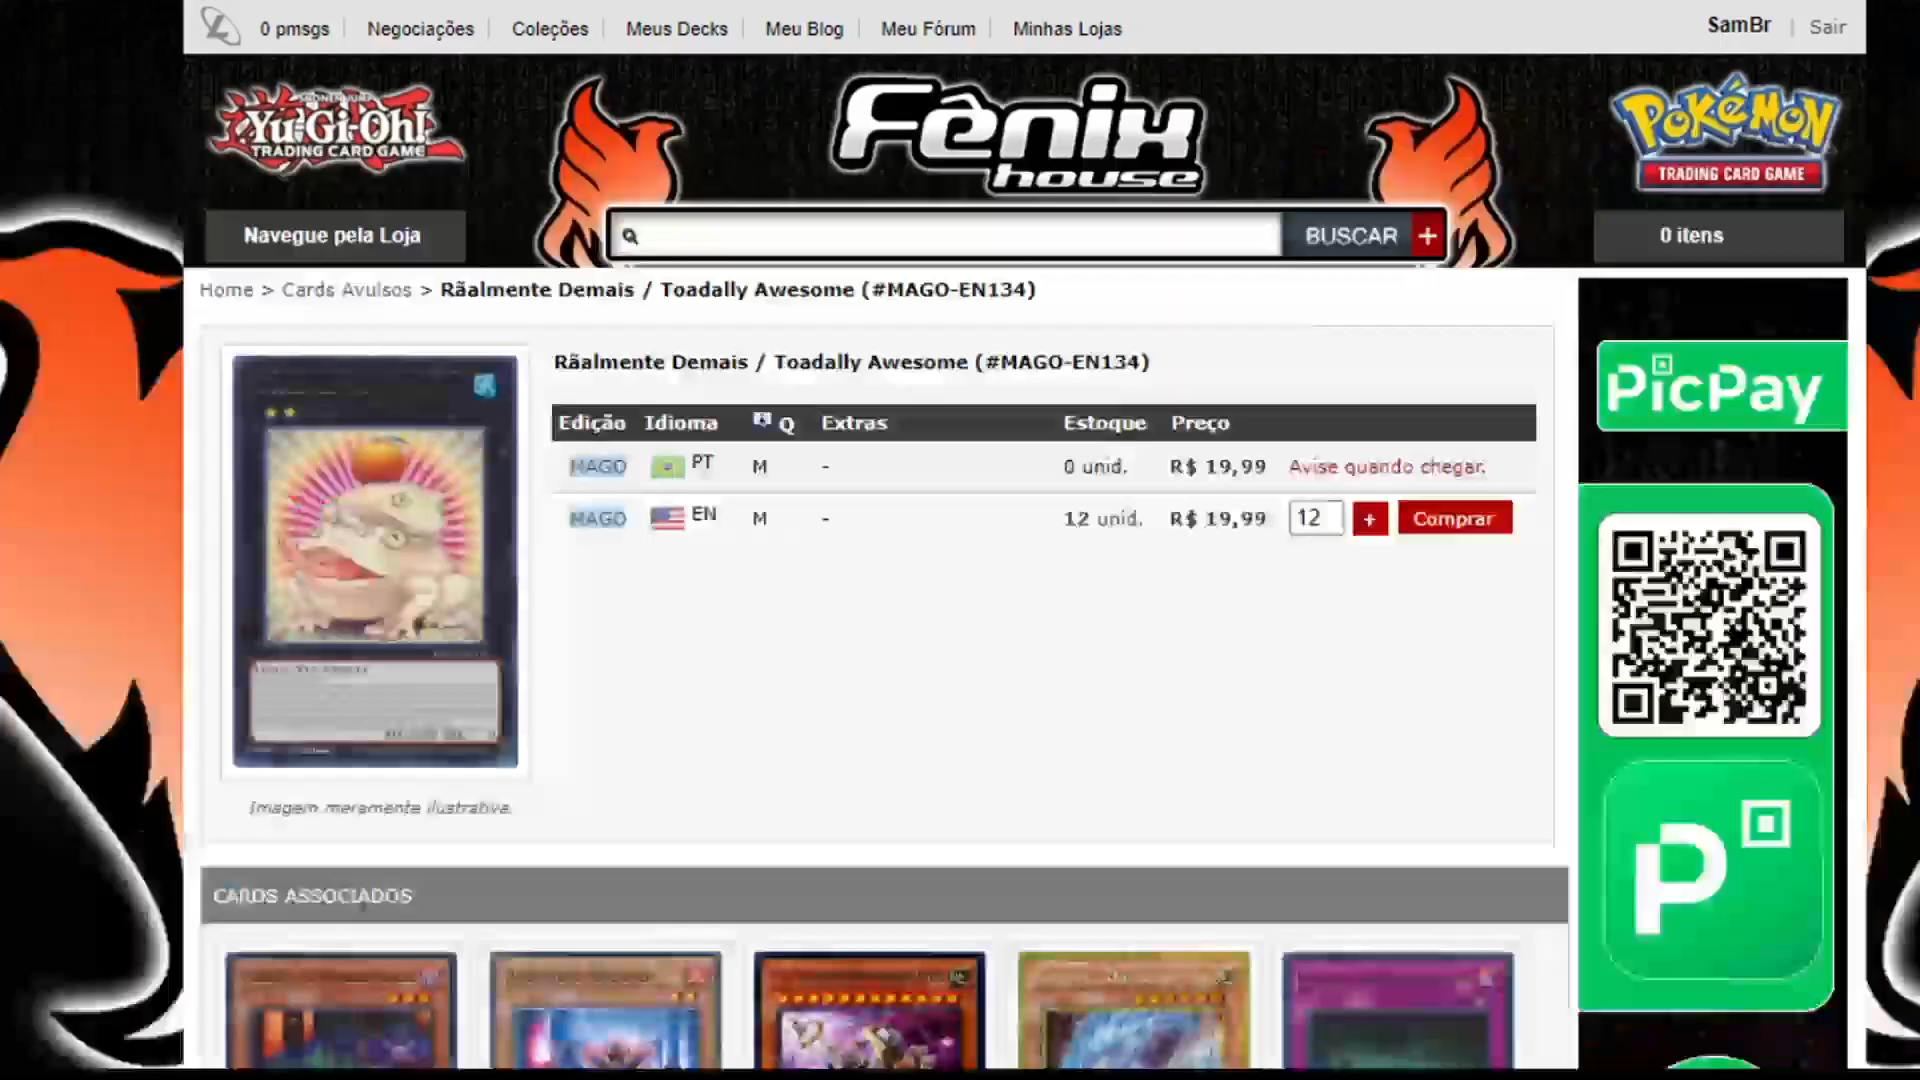 0 pmsgs Negociações Coleções Meus Decks Meu Blog Meu Fórum Minhas Lojas SamBr Sair
SHONEN JUMP
Yu-Gi-Oh!
TRADING CARD GAME
Fênix
house
POKÉMON
TRADING CARD GAME
Navegue pela Loja
BUSCAR +
0 itens
Home > Cards Avulsos > Rãalmente Demais / Toadally Awesome (#MAGO-EN134)
Rãalmente Demais / Toadally Awesome (#MAGO-EN134)
Edição Idioma Q Extras Estoque Preço
MAGO PT M - 0 unid. R$ 19,99 Avise quando chegar.
MAGO EN M - 12 unid. R$ 19,99 12 + Comprar
Imagem meramente ilustrativa.
PicPay
P
CARDS ASSOCIADOS